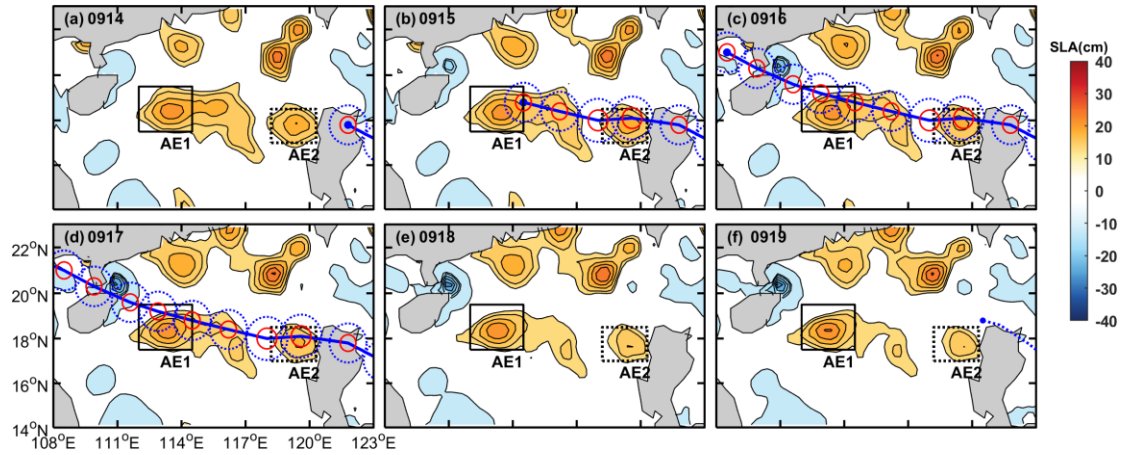 (a) 0914
AE1
AE2
(b) 0915
AE1
AE2
(c) 0916
AE1
AE2
SLA(cm)
40
30
20
10
0
-10
-20
-30
-40
(d) 0917
AE1
AE2
22°N
20°N
18°N
16°N
14°N
108°E 111°E 114°E 117°E 120°E 123°E
(e) 0918
AE1
AE2
(f) 0919
AE1
AE2